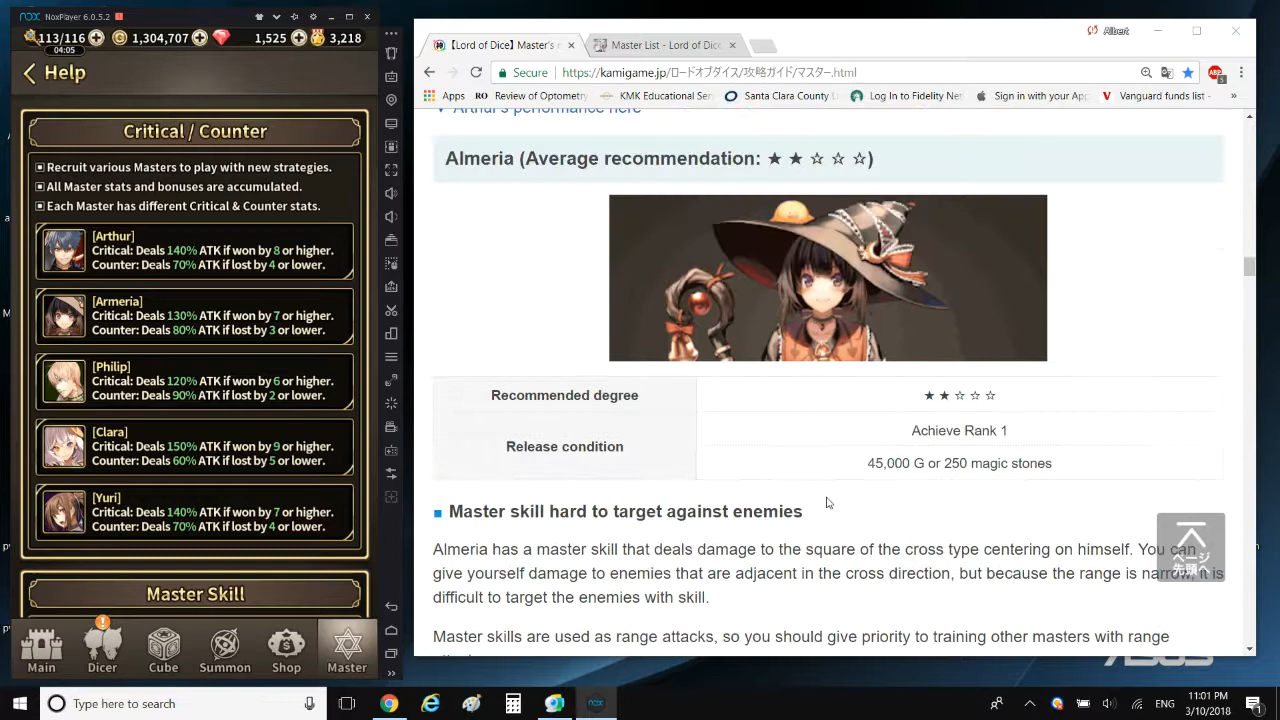 nox NoxPlayer 6.0.5.2
113/116
1,304,707
1,525
3,218
04:05
Help
Critical / Counter
Recruit various Masters to play with new strategies.
All Master stats and bonuses are accumulated.
Each Master has different Critical & Counter stats.
[Arthur]
Critical: Deals 140% ATK if won by 8 or higher.
Counter: Deals 70% ATK if lost by 4 or lower.
[Armeria]
Critical: Deals 130% ATK if won by 7 or higher.
Counter: Deals 80% ATK if lost by 3 or lower.
[Philip]
Critical: Deals 120% ATK if won by 6 or higher.
Counter: Deals 90% ATK if lost by 2 or lower.
[Clara]
Critical: Deals 150% ATK if won by 9 or higher.
Counter: Deals 60% ATK if lost by 5 or lower.
[Yuri]
Critical: Deals 140% ATK if won by 7 or higher.
Counter: Deals 70% ATK if lost by 4 or lower.
Master Skill
Main
Dicer
Cube
Summon
Shop
Master
Albert
【Lord of Dice】Master's r
Master List - Lord of Dice
Secure
https://kamigame.jp/ロードオブダイス/攻略ガイド/マスター.html
Apps
RO Review of Optometry
KMK Educational Ser
Santa Clara County
Log In to Fidelity Net
Sign in with your App
Vanguard funds list -
Arthur's performance here
Almeria (Average recommendation: ★ ★ ☆ ☆ ☆)
Recommended degree
★ ★ ☆ ☆ ☆
Release condition
Achieve Rank 1
45,000 G or 250 magic stones
Master skill hard to target against enemies
Almeria has a master skill that deals damage to the square of the cross type centering on himself. You can
give yourself damage to enemies that are adjacent in the cross direction, but because the range is narrow, it is
difficult to target the enemies with skill.
Master skills are used as range attacks, so you should give priority to training other masters with range
ページ
先頭へ
Type here to search
ENG
11:01 PM
3/10/2018